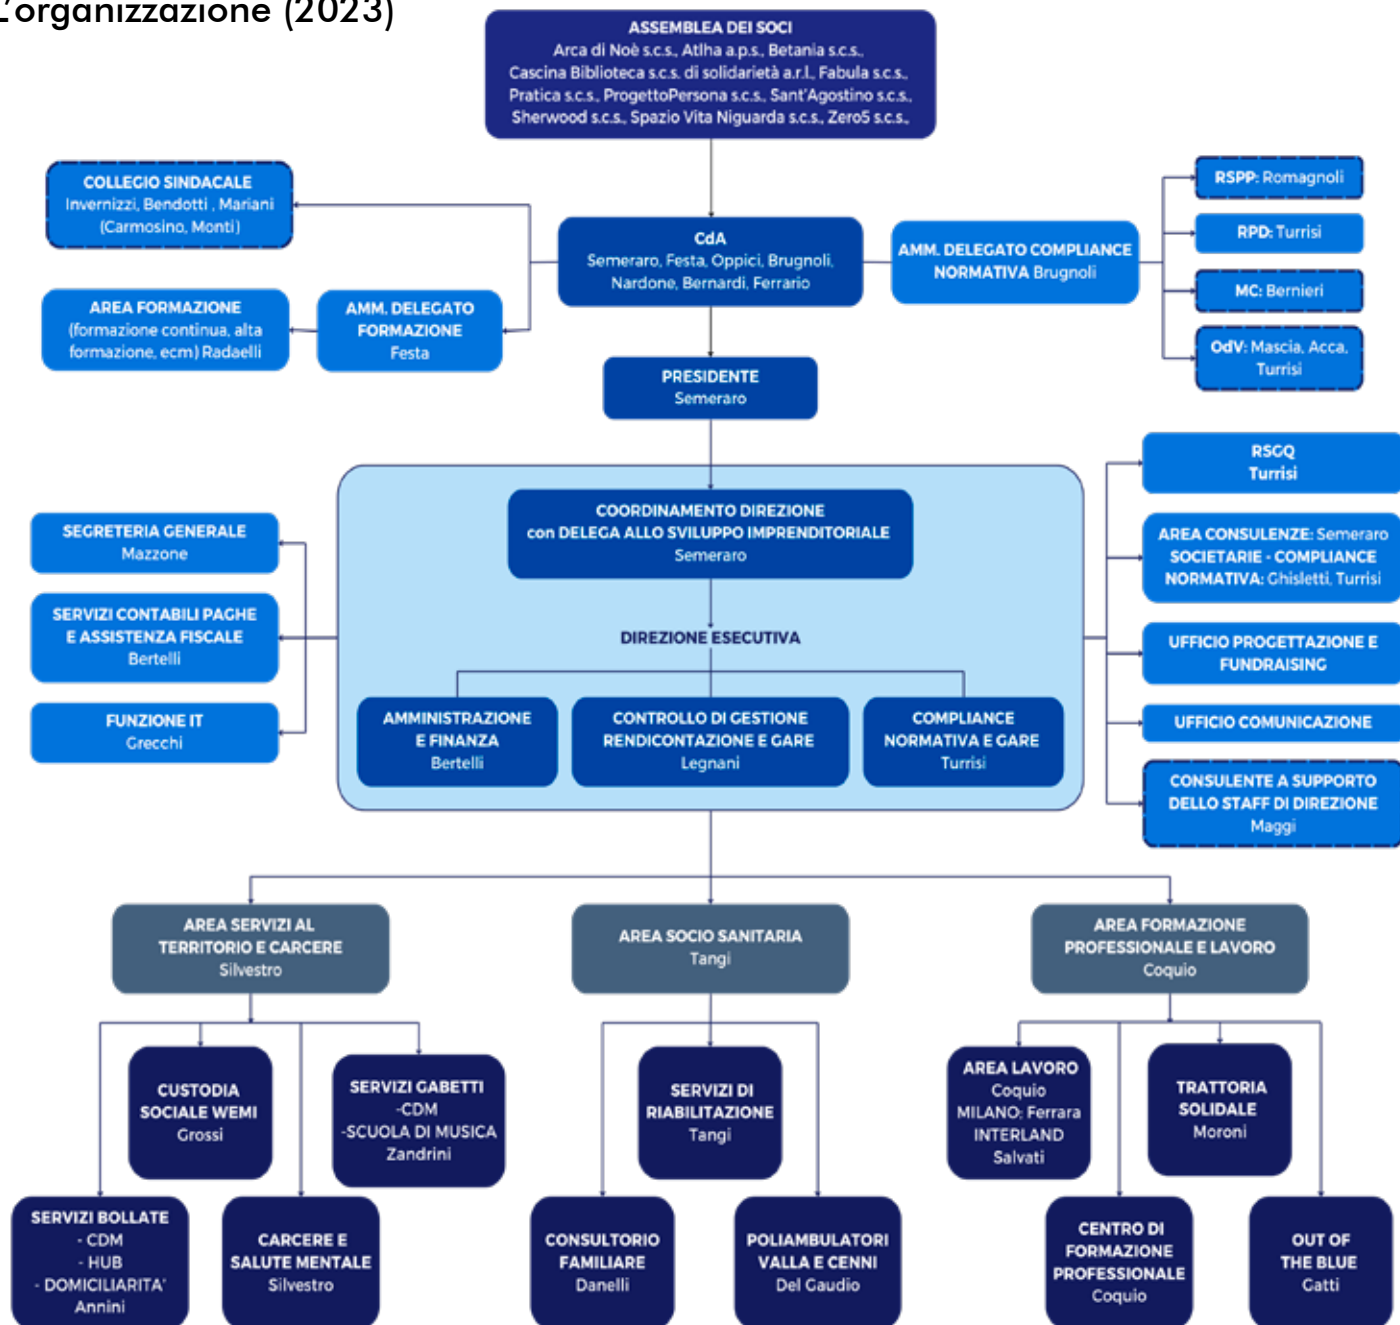 L'organizzazione (2023)
ASSEMBLEA DEI SOCI
Arca di Noè s.c.s., Atlha a.p.s., Betania s.c.s.,
Cascina Biblioteca s.c.s. di solidarietà a.r.l., Fabula s.c.s.,
Pratica s.c.s., ProgettoPersona s.c.s., Sant'Agostino s.c.s.,
Sherwood s.c.s., Spazio Vita Niguarda s.c.s., Zero5 s.c.s.,
COLLEGIO SINDACALE
Invernizzi, Bendotti , Mariani
(Carmosino, Monti)
CdA
Semeraro, Festa, Oppici, Brugnoli,
Nardone, Bernardi, Ferrario
AMM. DELEGATO COMPLIANCE
NORMATIVA Brugnoli
RSPP: Romagnoli
RPD: Turrisi
MC: Bernieri
OdV: Mascia, Acca,
Turrisi
AREA FORMAZIONE
(formazione continua, alta
formazione, ecm) Radaelli
AMM. DELEGATO
FORMAZIONE
Festa
PRESIDENTE
Semeraro
COORDINAMENTO DIREZIONE
con DELEGA ALLO SVILUPPO IMPRENDITORIALE
Semeraro
DIREZIONE ESECUTIVA
AMMINISTRAZIONE
E FINANZA
Bertelli
CONTROLLO DI GESTIONE
RENDICONTAZIONE E GARE
Legnani
COMPLIANCE
NORMATIVA E GARE
Turrisi
SEGRETERIA GENERALE
Mazzone
SERVIZI CONTABILI PAGHE
E ASSISTENZA FISCALE
Bertelli
FUNZIONE IT
Grecchi
RSGQ
Turrisi
AREA CONSULENZE: Semeraro
SOCIETARIE - COMPLIANCE
NORMATIVA: Ghisletti, Turrisi
UFFICIO PROGETTAZIONE E
FUNDRAISING
UFFICIO COMUNICAZIONE
CONSULENTE A SUPPORTO
DELLO STAFF DI DIREZIONE
Maggi
AREA SERVIZI AL
TERRITORIO E CARCERE
Silvestro
AREA SOCIO SANITARIA
Tangi
AREA FORMAZIONE
PROFESSIONALE E LAVORO
Coquio
CUSTODIA
SOCIALE WEMI
Grossi
SERVIZI GABETTI
-CDM
-SCUOLA DI MUSICA
Zandrini
SERVIZI DI
RIABILITAZIONE
Tangi
AREA LAVORO
Coquio
MILANO: Ferrara
INTERLAND
Salvati
TRATTORIA
SOLIDALE
Moroni
SERVIZI BOLLATE
- CDM
- HUB
- DOMICILIARITA'
Annini
CARCERE E
SALUTE MENTALE
Silvestro
CONSULTORIO
FAMILIARE
Danelli
POLIAMBULATORI
VALLA E CENNI
Del Gaudio
CENTRO DI
FORMAZIONE
PROFESSIONALE
Coquio
OUT OF
THE BLUE
Gatti